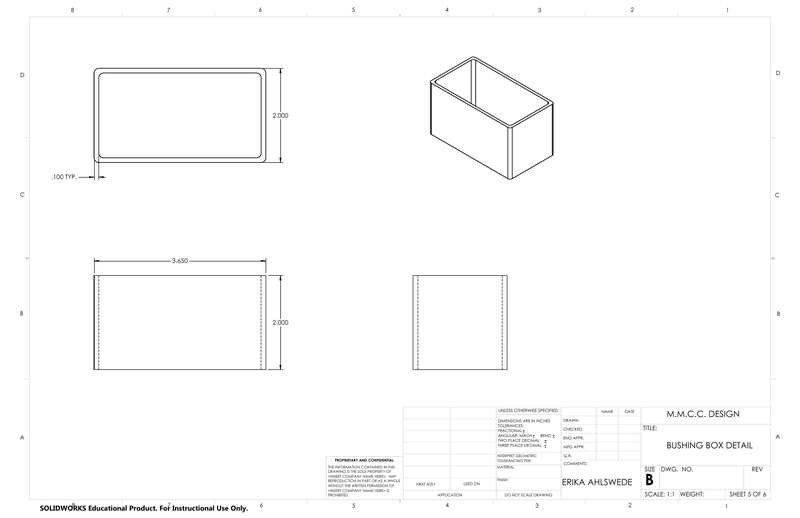 8 7 6 5 4 3 2 1
D D
2.000
.100 TYP.
C C
3.650
B B
2.000
A A
UNLESS OTHERWISE SPECIFIED:
DIMENSIONS ARE IN INCHES
TOLERANCES:
FRACTIONAL ±
ANGULAR: MACH ± BEND ±
TWO PLACE DECIMAL ±
THREE PLACE DECIMAL ±
INTERPRET GEOMETRIC
TOLERANCING PER:
MATERIAL
FINISH
DO NOT SCALE DRAWING
NAME DATE
DRAWN
CHECKED
ENG APPR.
MFG APPR.
Q.A.
COMMENTS:
ERIKA AHLSWEDE
M.M.C.C. DESIGN
TITLE:
BUSHING BOX DETAIL
SIZE DWG. NO. REV
B
SCALE: 1:1 WEIGHT: SHEET 5 OF 6
PROPRIETARY AND CONFIDENTIAL
THE INFORMATION CONTAINED IN THIS
DRAWING IS THE SOLE PROPERTY OF
<INSERT COMPANY NAME HERE>. ANY
REPRODUCTION IN PART OR AS A WHOLE
WITHOUT THE WRITTEN PERMISSION OF
<INSERT COMPANY NAME HERE> IS
PROHIBITED.
NEXT ASSY USED ON
APPLICATION
8 7 6 5 4 3 2 1
SOLIDWORKS Educational Product. For Instructional Use Only.